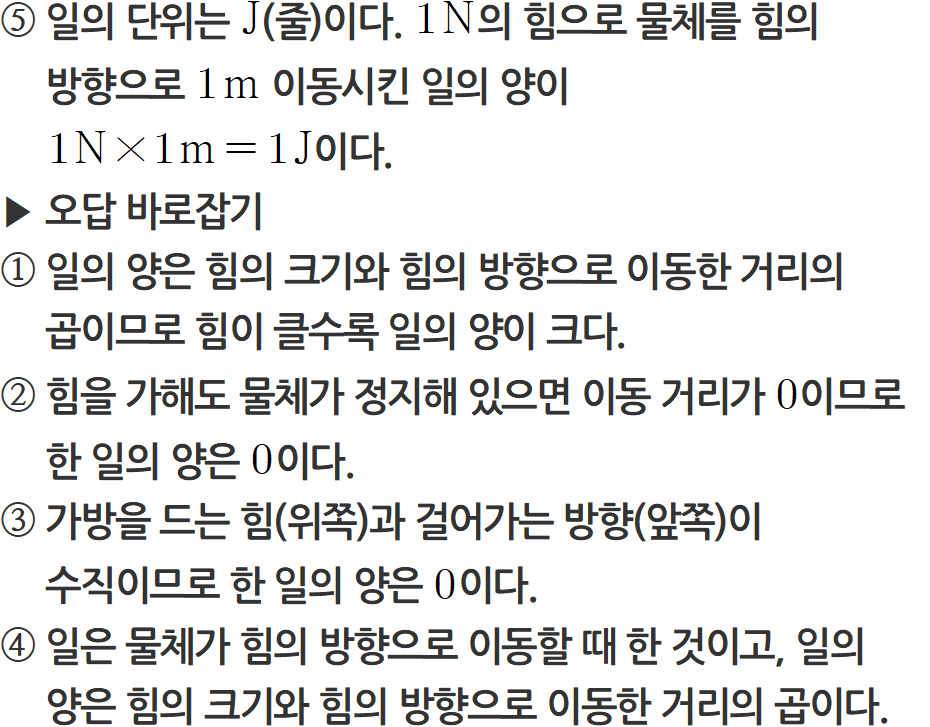 ⑤ 일의 단위는 J(줄)이다. 1N의 힘으로 물체를 힘의
방향으로 1m 이동시킨 일의 양이
1N×1m=1J이다.
▶ 오답 바로잡기
① 일의 양은 힘의 크기와 힘의 방향으로 이동한 거리의
곱이므로 힘이 클수록 일의 양이 크다.
② 힘을 가해도 물체가 정지해 있으면 이동 거리가 0이므로
한 일의 양은 0이다.
③ 가방을 드는 힘(위쪽)과 걸어가는 방향(앞쪽)이
수직이므로 한 일의 양은 0이다.
④ 일은 물체가 힘의 방향으로 이동할 때 한 것이고, 일의
양은 힘의 크기와 힘의 방향으로 이동한 거리의 곱이다.